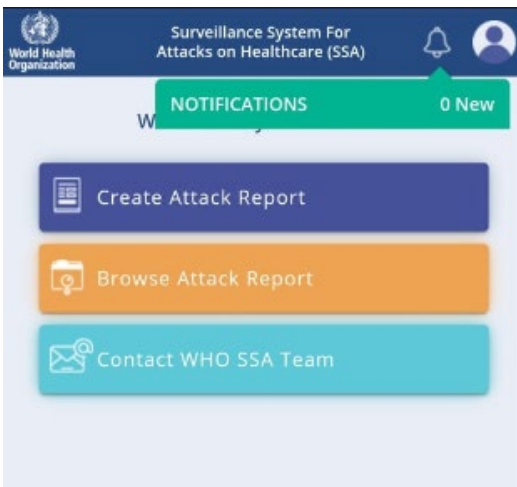 World Health
Organization
Surveillance System For
Attacks on Healthcare (SSA)
NOTIFICATIONS 0 New
Create Attack Report
Browse Attack Report
Contact WHO SSA Team